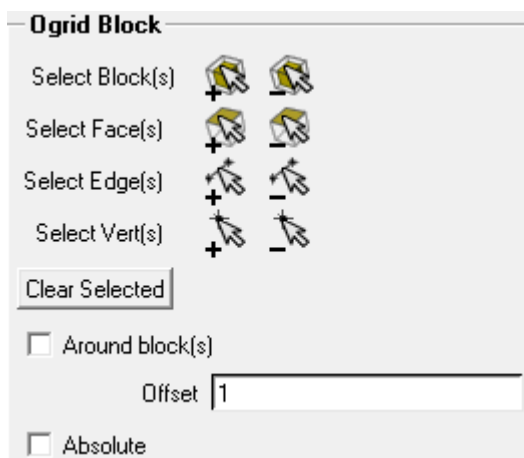 Ogrid Block
Select Block(s)
Select Face(s)
Select Edge(s)
Select Vert(s)
Clear Selected
Around block(s)
Offset 1
Absolute